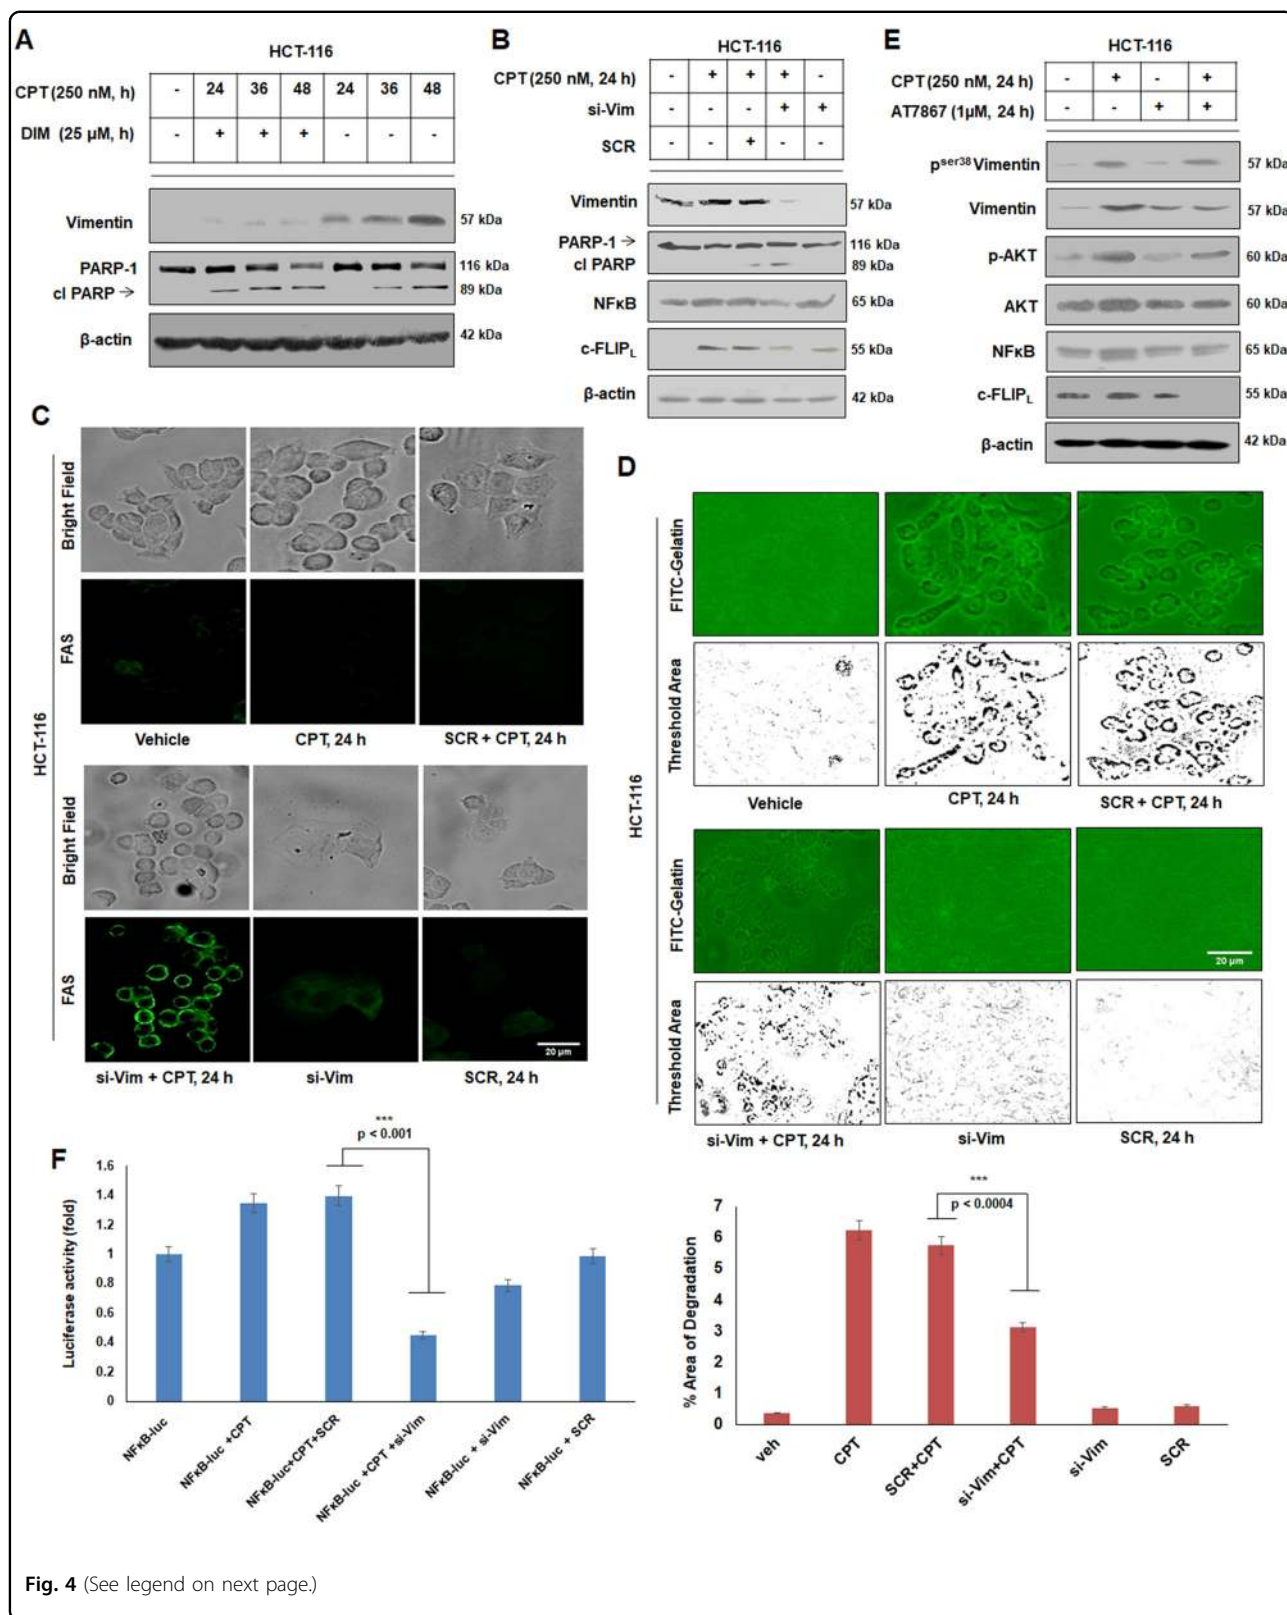 A
HCT-116
CPT (250 nM, h) - 24 36 48 24 36 48
DIM (25 µM, h) - + + + - - -
Vimentin 57 kDa
PARP-1 116 kDa
cl PARP → 89 kDa
β-actin 42 kDa
B
HCT-116
CPT (250 nM, 24 h) - + + + -
si-Vim - - - + +
SCR - - + - -
Vimentin 57 kDa
PARP-1 → 116 kDa
cl PARP 89 kDa
NFκB 65 kDa
c-FLIPL 55 kDa
β-actin 42 kDa
E
HCT-116
CPT (250 nM, 24 h) - + - +
AT7867 (1µM, 24 h) - - + +
pser38 Vimentin 57 kDa
Vimentin 57 kDa
p-AKT 60 kDa
AKT 60 kDa
NFκB 65 kDa
c-FLIPL 55 kDa
β-actin 42 kDa
C
HCT-116
Bright Field
FAS
Vehicle CPT, 24 h SCR + CPT, 24 h
Bright Field
FAS
20 µm
si-Vim + CPT, 24 h si-Vim SCR, 24 h
D
HCT-116
FITC-Gelatin
Threshold Area
Vehicle CPT, 24 h SCR + CPT, 24 h
FITC-Gelatin
20 µm
Threshold Area
si-Vim + CPT, 24 h si-Vim SCR, 24 h
***
p < 0.0004
% Area of Degradation
7
6
5
4
3
2
1
0
veh CPT SCR+CPT si-Vim+CPT si-Vim SCR
F
***
p < 0.001
Luciferase activity (fold)
1.6
1.4
1.2
1
0.8
0.6
0.4
0.2
0
NFκB-luc NFκB-luc +CPT NFκB-luc+CPT+SCR NFκB-luc +CPT +si-Vim NFκB-luc + si-Vim NFκB-luc + SCR
Fig. 4 (See legend on next page.)